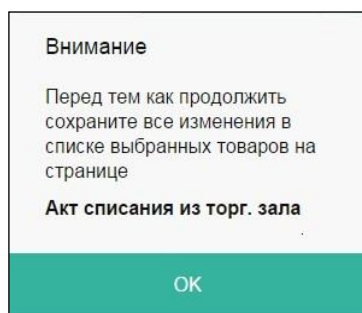 Внимание
Перед тем как продолжить
сохраните все изменения в
списке выбранных товаров на
странице
Акт списания из торг. зала
.
OK